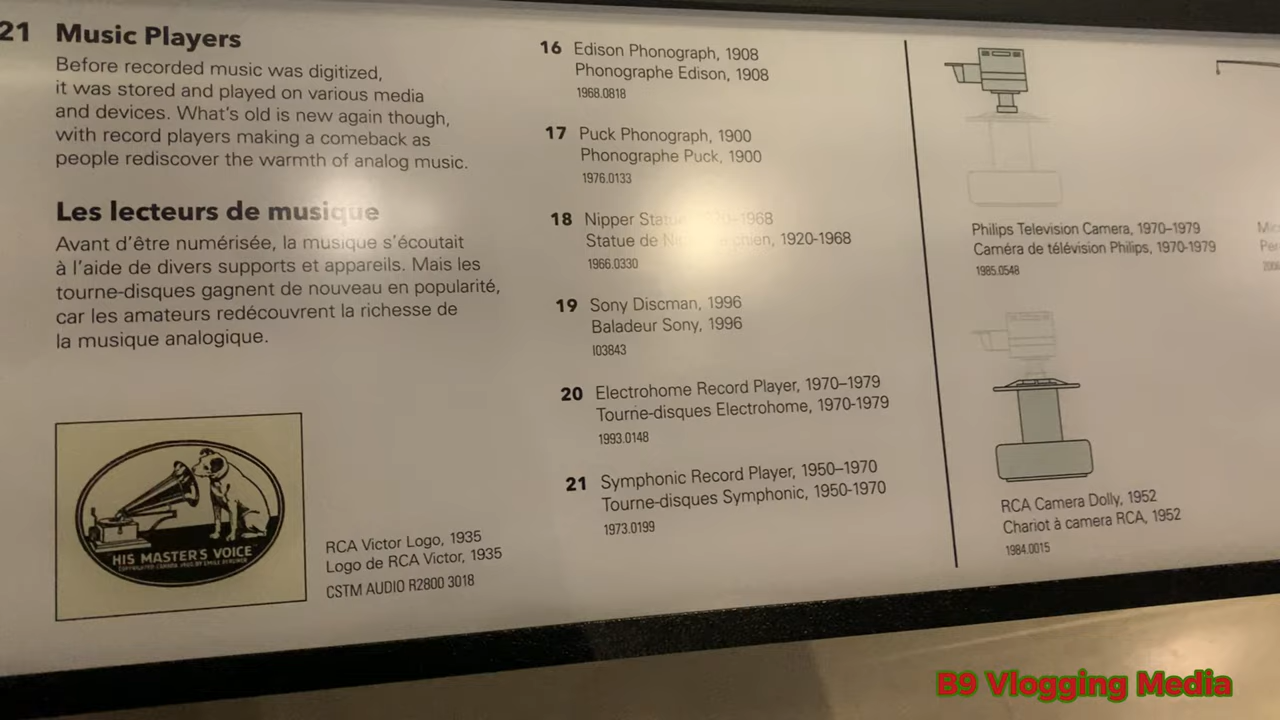 21 Music Players
Before recorded music was digitized,
it was stored and played on various media
and devices. What's old is new again though,
with record players making a comeback as
people rediscover the warmth of analog music.
Les lecteurs de musique
Avant d'être numérisée, la musique s'écoutait
à l'aide de divers supports et appareils. Mais les
tourne-disques gagnent de nouveau en popularité,
car les amateurs redécouvrent la richesse de
la musique analogique.
HIS MASTER'S VOICE
RCA Victor Logo, 1935
Logo de RCA Victor, 1935
CSTM AUDIO R2800 3018
16 Edison Phonograph, 1908
Phonographe Edison, 1908
1968.0818
17 Puck Phonograph, 1900
Phonographe Puck, 1900
1976.0133
18 Nipper Statue 1920–1968
Statue de chien, 1920-1968
1966.0330
19 Sony Discman, 1996
Baladeur Sony, 1996
I03843
20 Electrohome Record Player, 1970–1979
Tourne-disques Electrohome, 1970-1979
1993.0148
21 Symphonic Record Player, 1950–1970
Tourne-disques Symphonic, 1950-1970
1973.0199
Philips Television Camera, 1970–1979
Caméra de télévision Philips, 1970-1979
1985.0548
RCA Camera Dolly, 1952
Chariot à camera RCA, 1952
1984.0015
B9 Vlogging Media